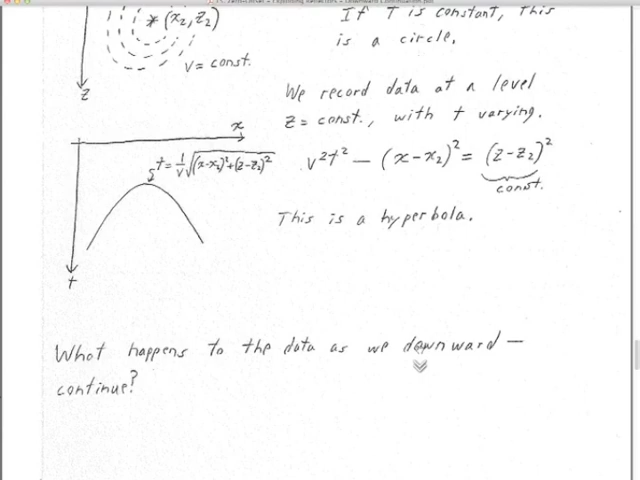 If T is constant, this
* (x₂, z₂)
is a circle.
v = const.
z
We record data at a level
z = const., with t varying.
x
t = 1/v √(x-x₂)²+(z-z₂)²
v²t² – (x-x₂)² = (z-z₂)²
const.
This is a hyperbola.
t
What happens to the data as we downward –
continue?